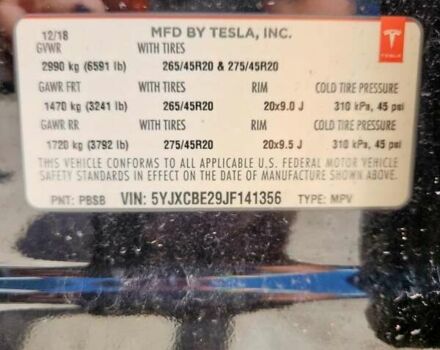 12/18 MFD BY TESLA, INC.
TESLA
GVWR WITH TIRES
2990 kg (6591 lb) 265/45R20 & 275/45R20
GAWR FRT WITH TIRES RIM COLD TIRE PRESSURE
1470 kg (3241 lb) 265/45R20 20x9.0 J 310 kPa, 45 psi
GAWR RR WITH TIRES RIM COLD TIRE PRESSURE
1720 kg (3792 lb) 275/45R20 20x9.5 J 310 kPa, 45 psi
THIS VEHICLE CONFORMS TO ALL APPLICABLE U.S. FEDERAL MOTOR VEHICLE
SAFETY STANDARDS IN EFFECT ON THE DATE OF MANUFACTURE SHOWN ABOVE.
PNT: PBSB VIN: 5YJXCBE29JF141356 TYPE: MPV